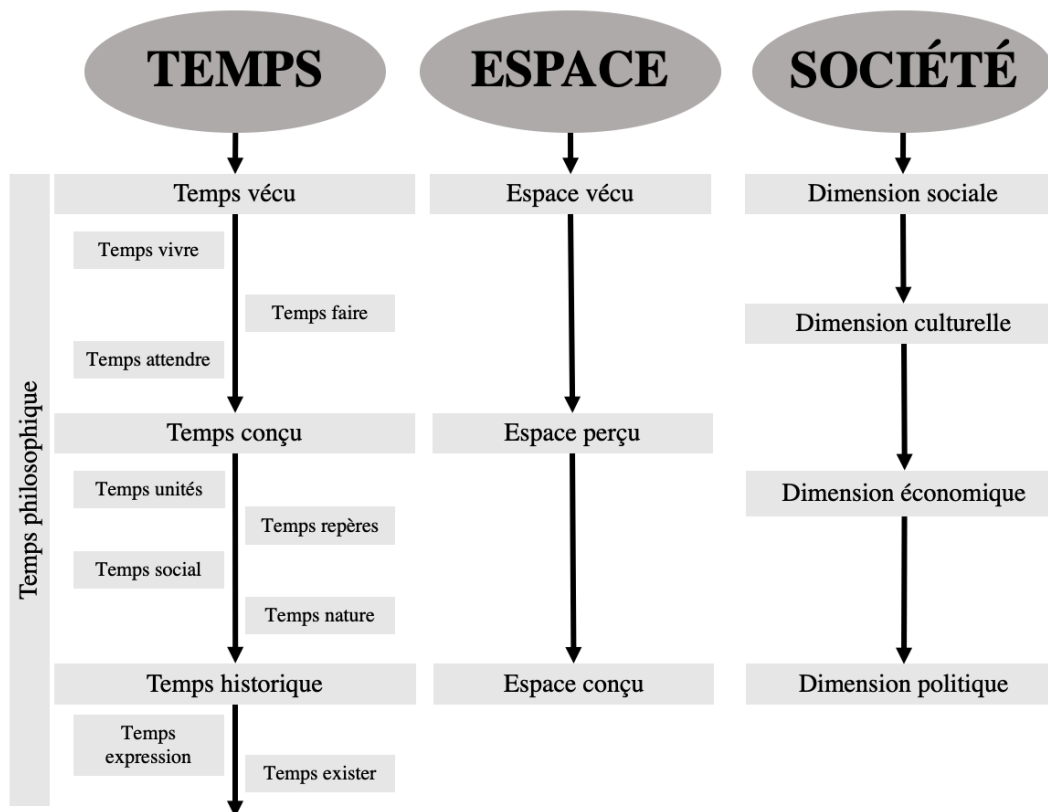 TEMPS
ESPACE
SOCIÉTÉ
Temps philosophique
Temps vécu
Temps vivre
Temps faire
Temps attendre
Temps conçu
Temps unités
Temps repères
Temps social
Temps nature
Temps historique
Temps
expression
Temps exister
Espace vécu
Espace perçu
Espace conçu
Dimension sociale
Dimension culturelle
Dimension économique
Dimension politique